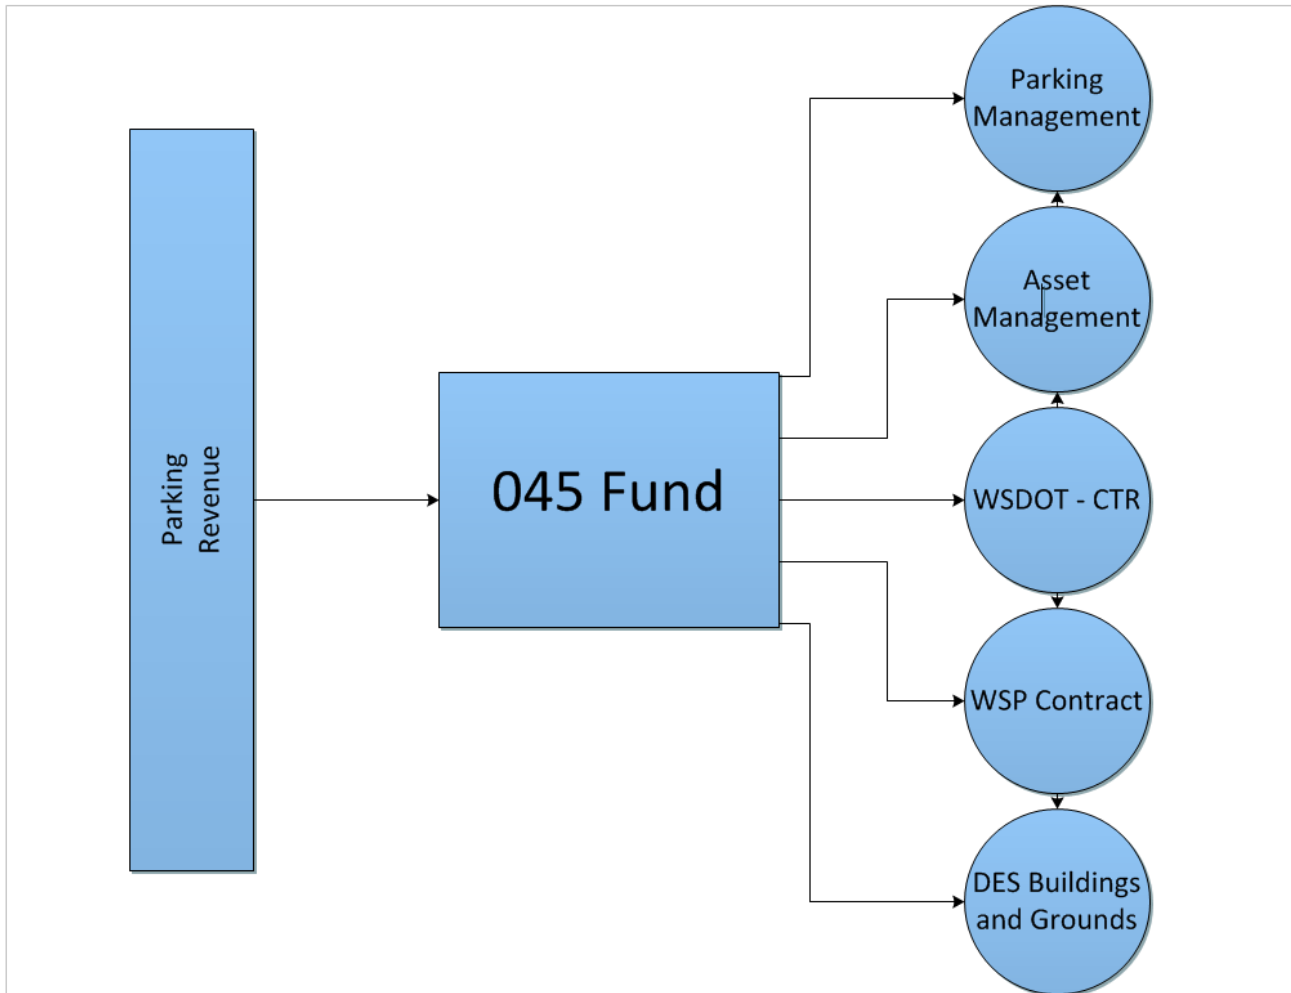 Parking
Revenue
045 Fund
Parking
Management
Asset
Management
WSDOT - CTR
WSP Contract
DES Buildings
and Grounds